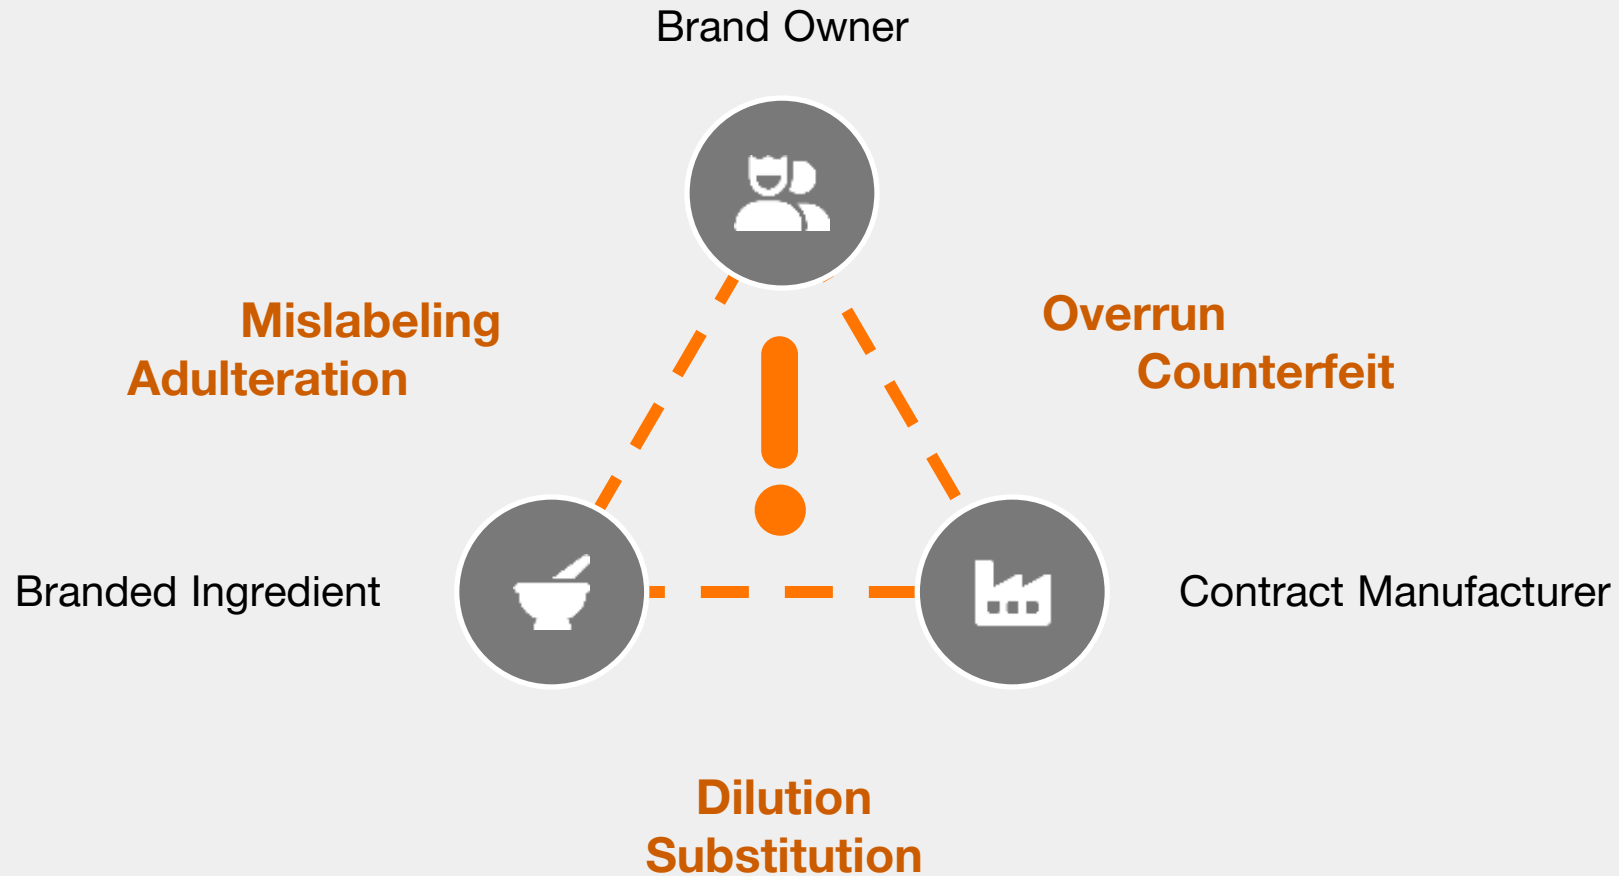 Brand Owner
Mislabeling
Adulteration
Overrun
Counterfeit
Branded Ingredient
Contract Manufacturer
Dilution
Substitution